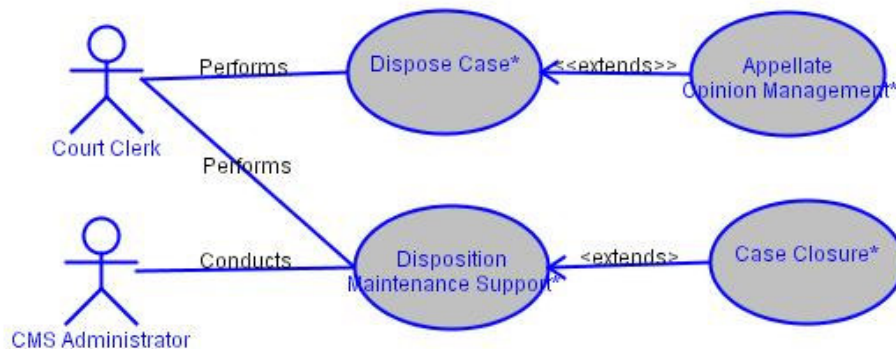 Performs
Dispose Case*
<<extends>>
Appellate
Opinion Management*
Court Clerk
Performs
Conducts
Disposition
Maintenance Support*
<extends>
Case Closure*
CMS Administrator